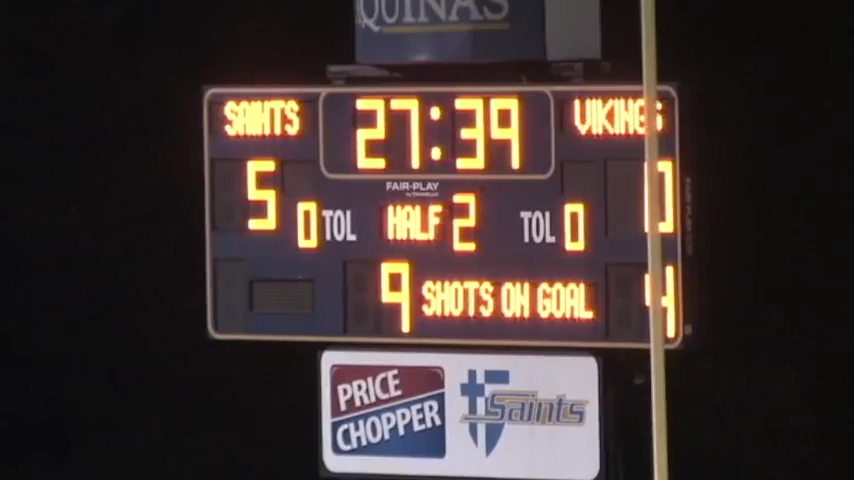 QUINAS
SAINTS 27:39 VIKINGS
5 FAIR-PLAY 0
0 TOL HALF 2 TOL 0
9 SHOTS ON GOAL 4
PRICE CHOPPER
Saints